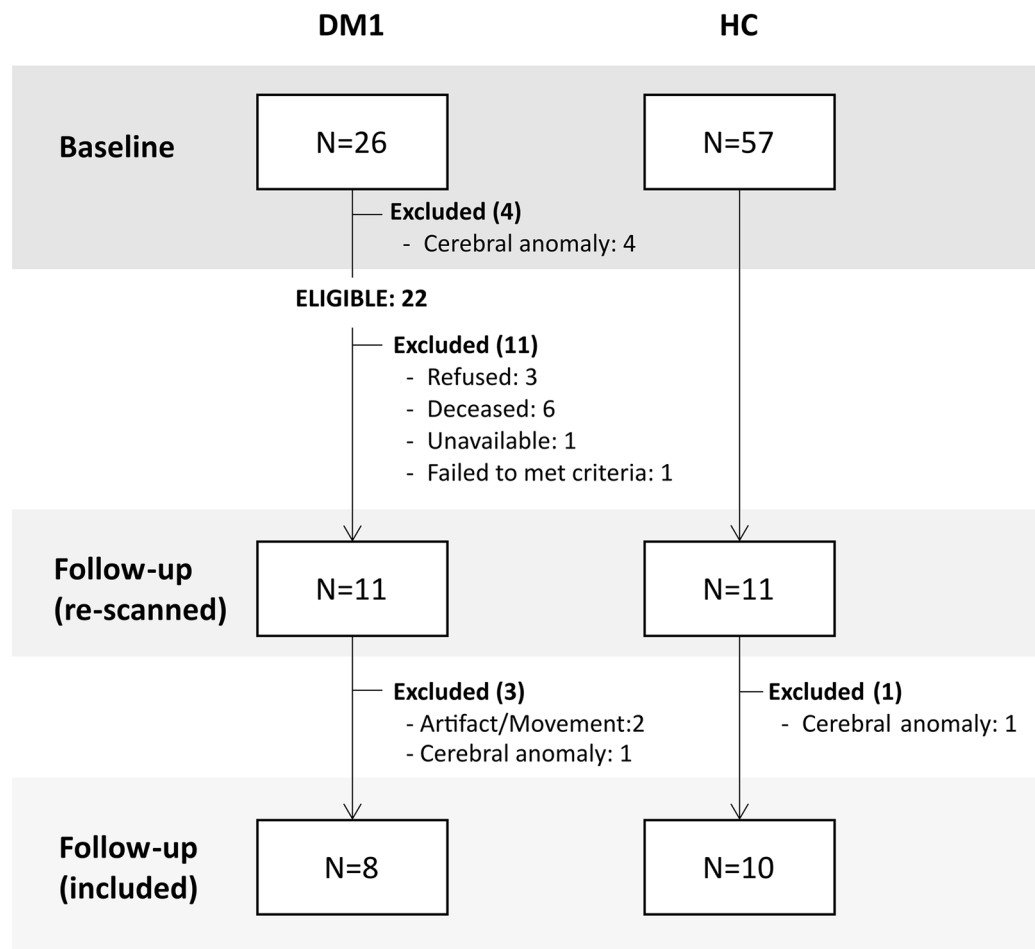 DM1 HC
Baseline
N=26 N=57
Excluded (4)
- Cerebral anomaly: 4
ELIGIBLE: 22
Excluded (11)
- Refused: 3
- Deceased: 6
- Unavailable: 1
- Failed to met criteria: 1
Follow-up
(re-scanned)
N=11 N=11
Excluded (3)
- Artifact/Movement:2
- Cerebral anomaly: 1
Excluded (1)
- Cerebral anomaly: 1
Follow-up
(included)
N=8 N=10